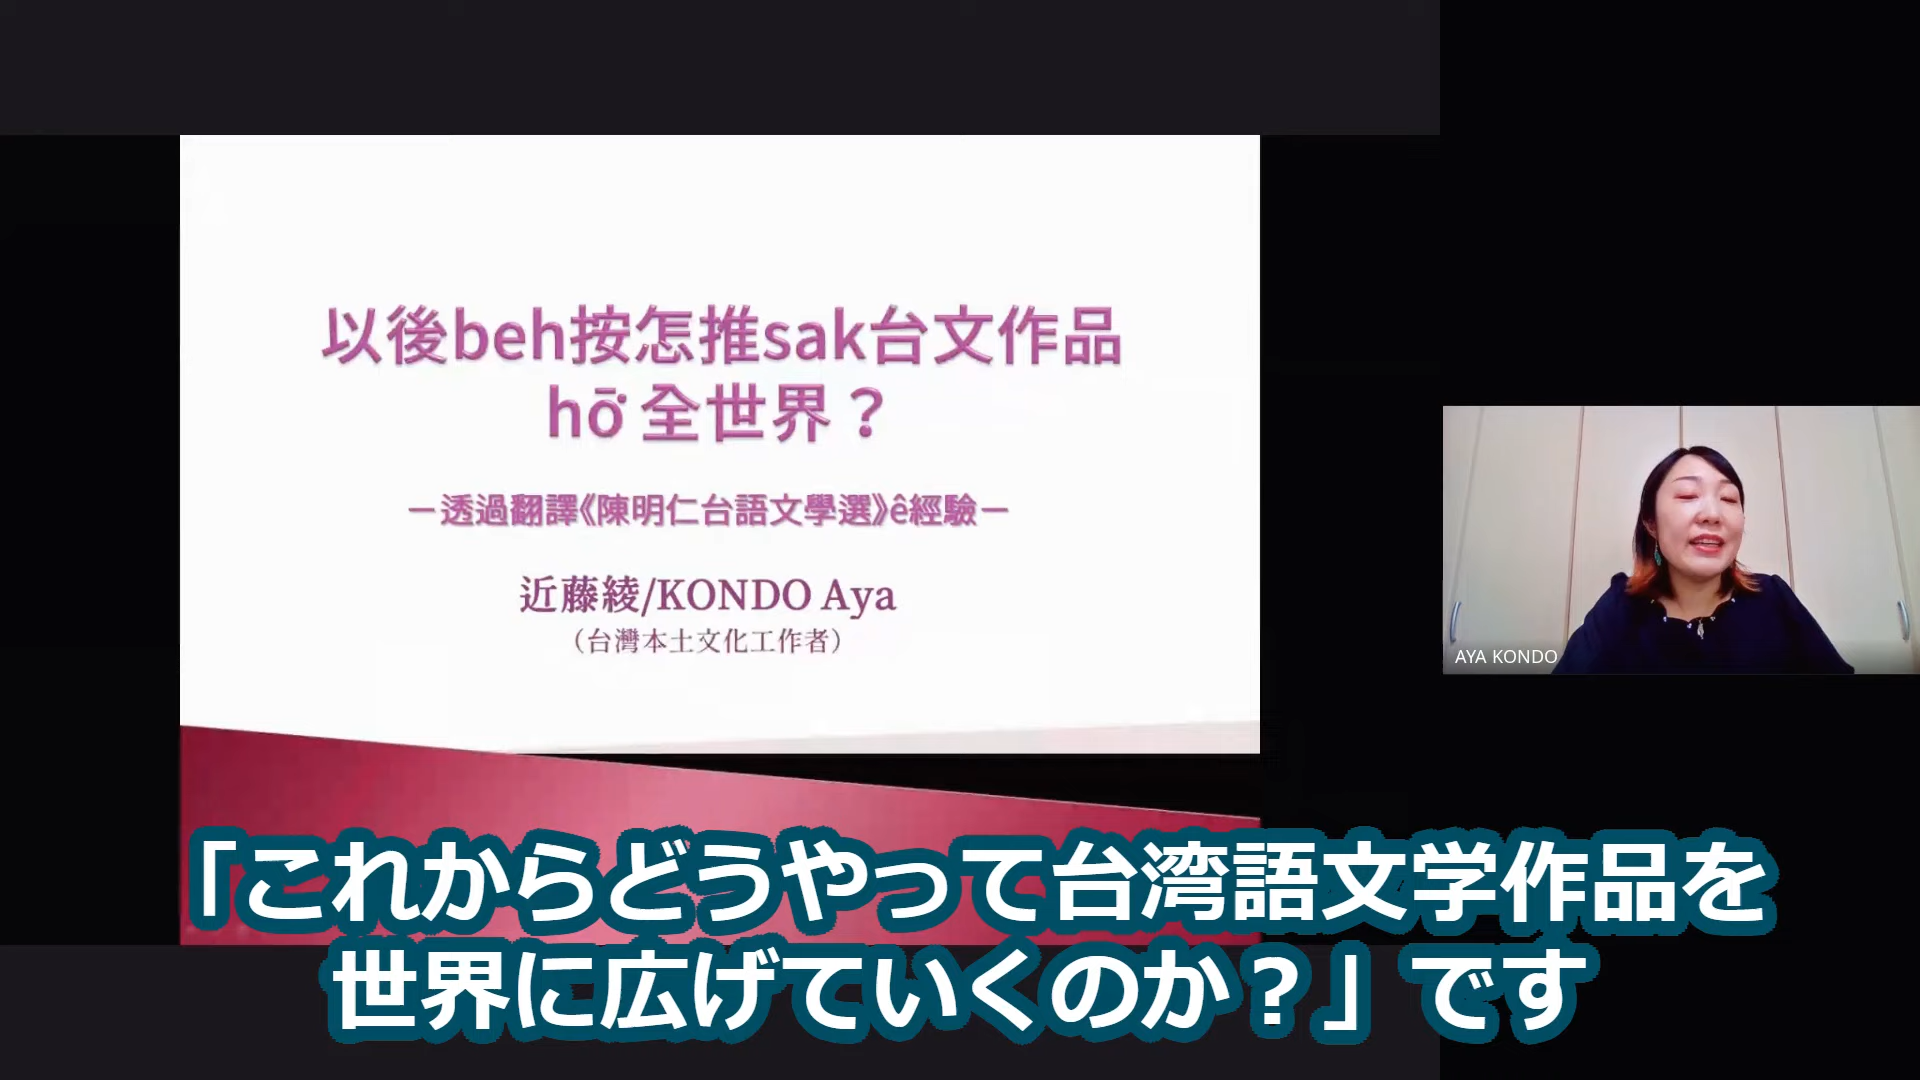 以後beh按怎推sak台文作品
hō͘ 全世界？
－透過翻譯《陳明仁台語文學選》ê經驗－
近藤綾/KONDO Aya
（台灣本土文化工作者）
AYA KONDO
「これからどうやって台湾語文学作品を
世界に広げていくのか？」です